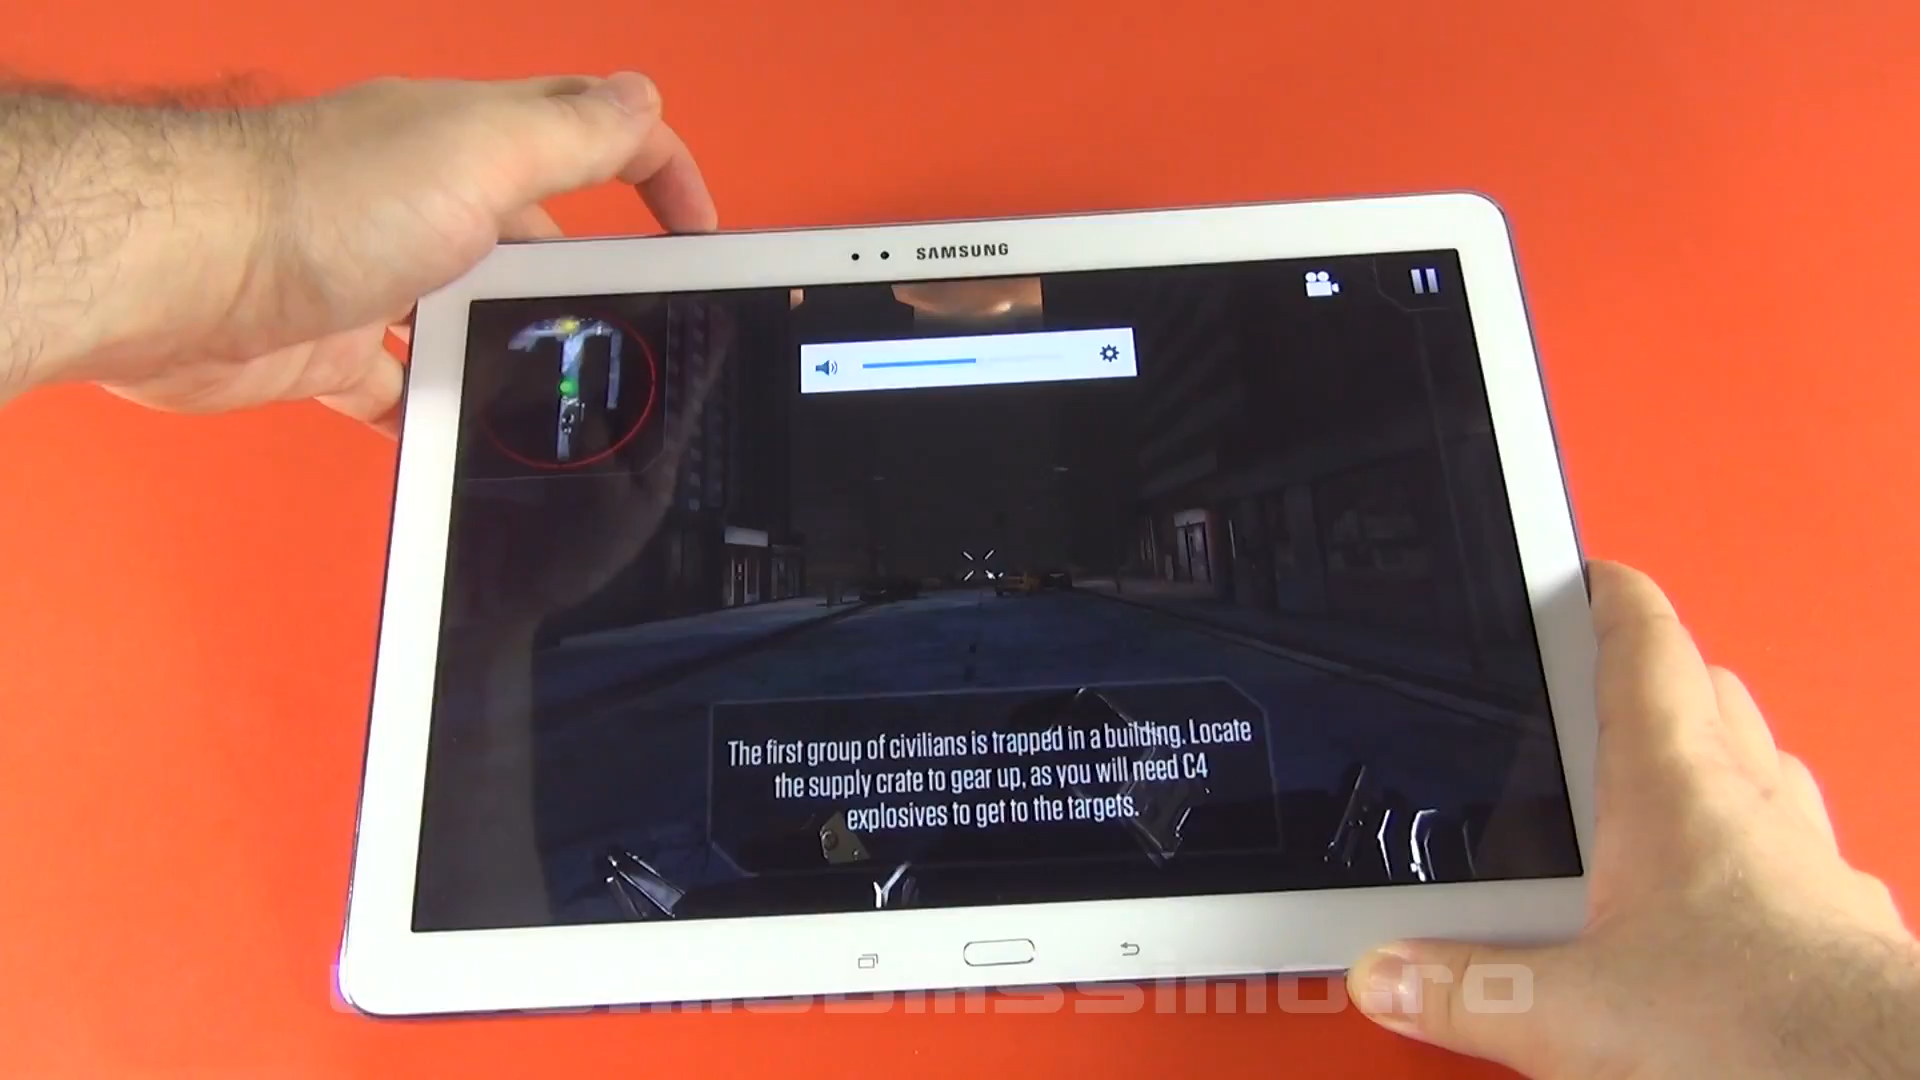 SAMSUNG
The first group of civilians is trapped in a building. Locate
the supply crate to gear up, as you will need C4
explosives to get to the targets.